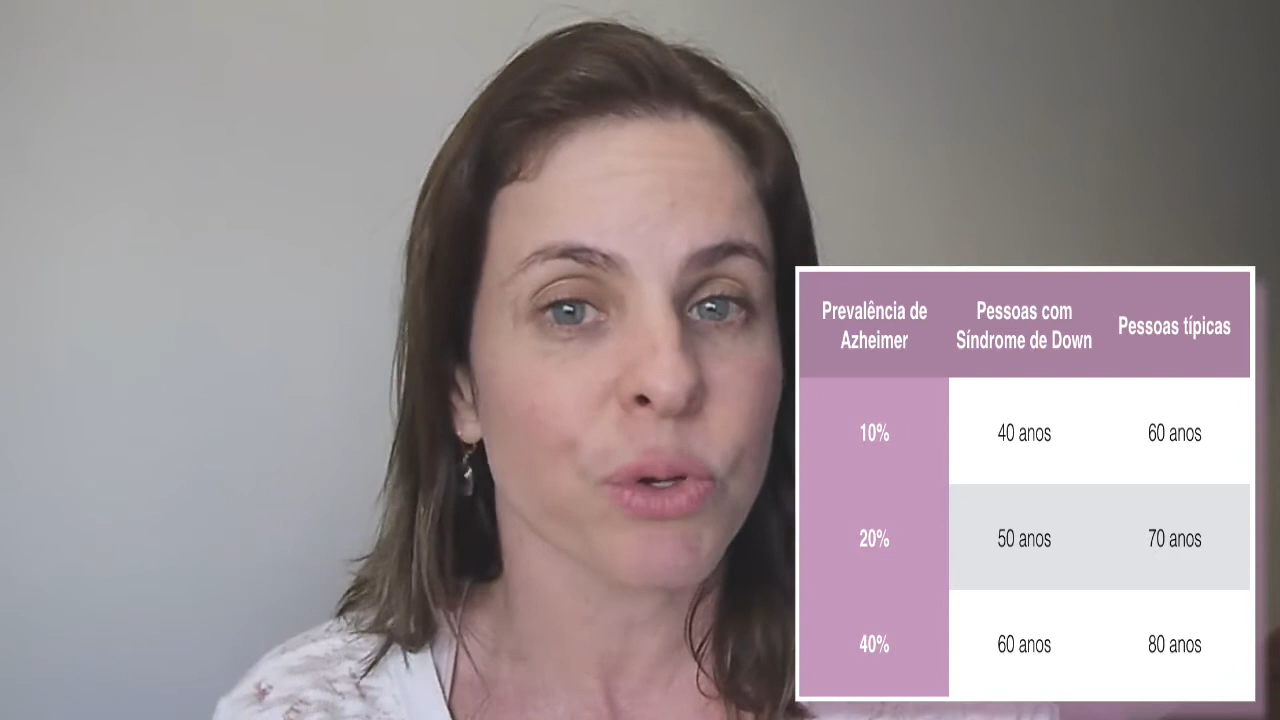 Prevalência de
Azheimer
Pessoas com
Síndrome de Down
Pessoas típicas
10%
40 anos
60 anos
20%
50 anos
70 anos
40%
60 anos
80 anos